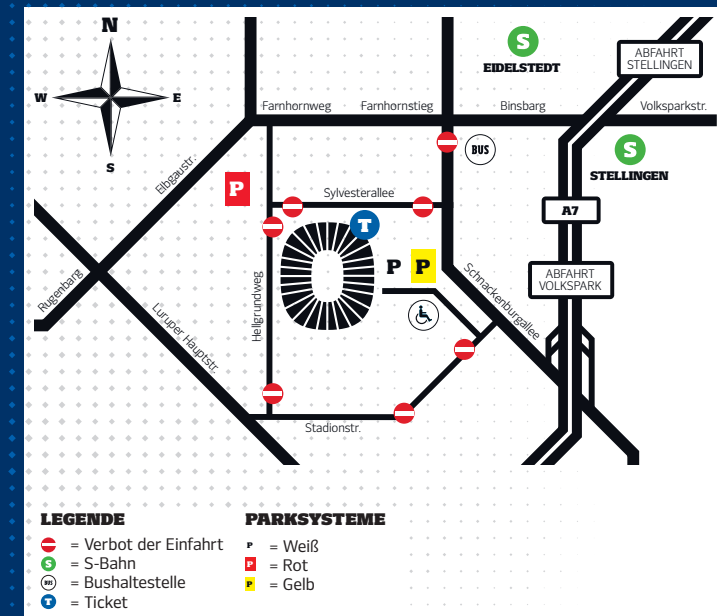 N
W
E
S
S
EIDELSTEDT
ABFAHRT
STELLINGEN
Farnhornweg
Farnhornstieg
Binsbarg
Volksparkstr.
BUS
S
STELLINGEN
Elbgaustr.
P
Sylvesterallee
T
A7
P
P
ABFAHRT
VOLKSPARK
Rugenbarg
Luruper Hauptstr.
Hellgrundweg
Schnackenburgallee
Stadionstr.
LEGENDE
= Verbot der Einfahrt
S = S-Bahn
BUS = Bushaltestelle
T = Ticket
PARKSYSTEME
P = Weiß
P = Rot
P = Gelb